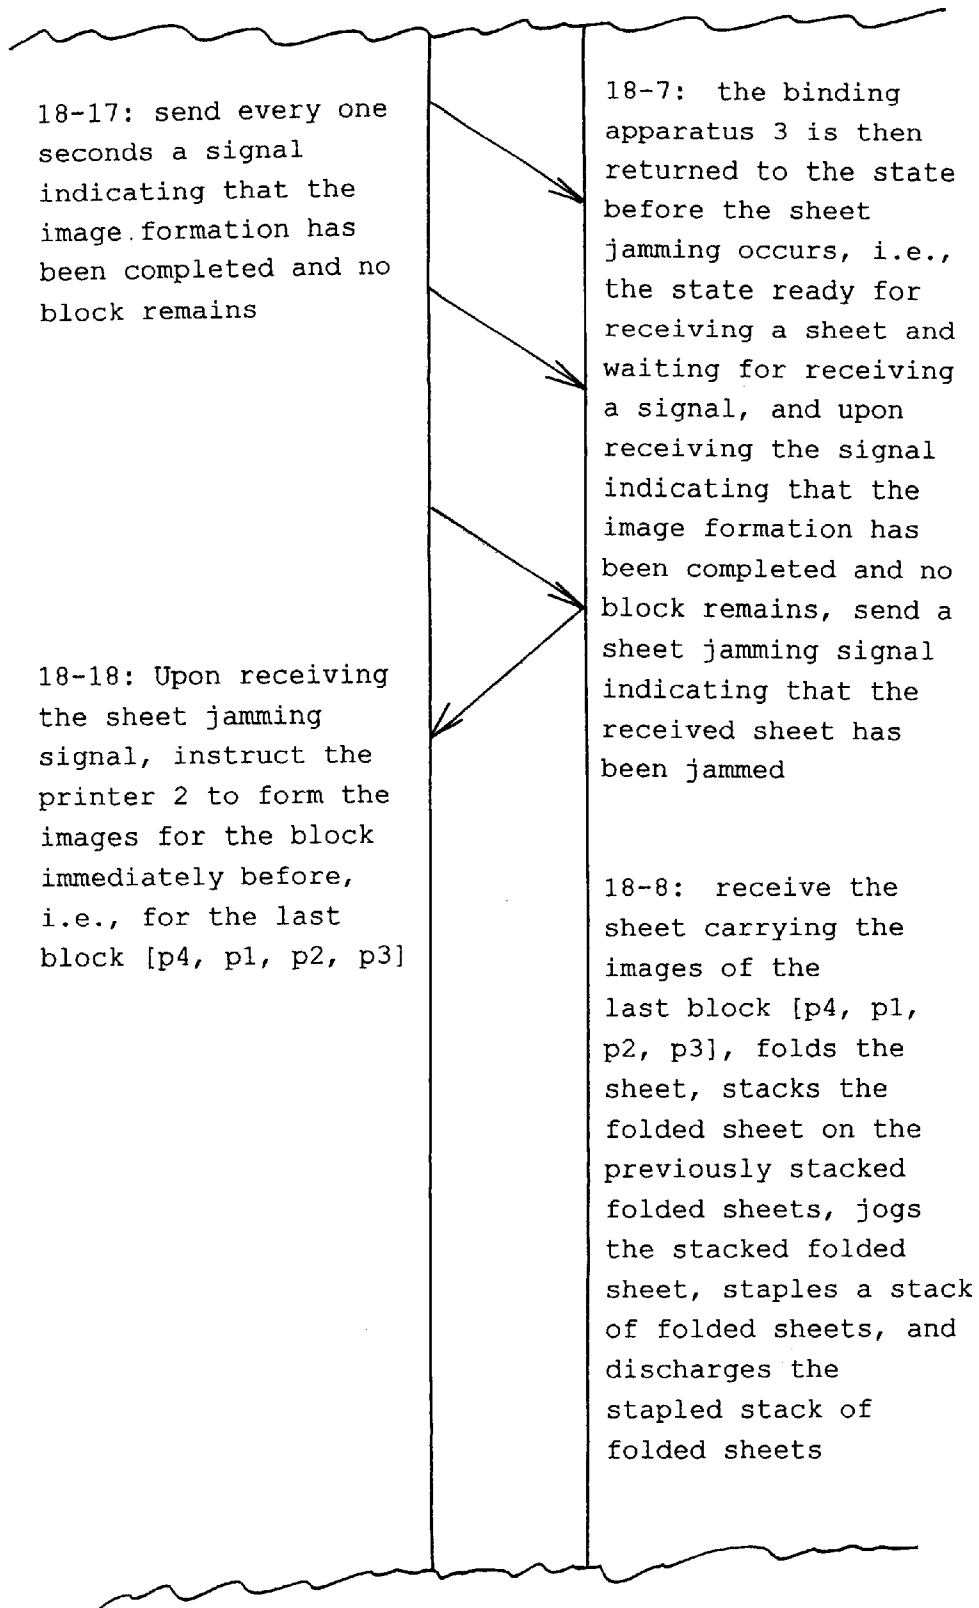 18-17: send every one
seconds a signal
indicating that the
image formation has
been completed and no
block remains
18-7: the binding
apparatus 3 is then
returned to the state
before the sheet
jamming occurs, i.e.,
the state ready for
receiving a sheet and
waiting for receiving
a signal, and upon
receiving the signal
indicating that the
image formation has
been completed and no
block remains, send a
sheet jamming signal
indicating that the
received sheet has
been jammed
18-18: Upon receiving
the sheet jamming
signal, instruct the
printer 2 to form the
images for the block
immediately before,
i.e., for the last
block [p4, p1, p2, p3]
18-8: receive the
sheet carrying the
images of the
last block [p4, p1,
p2, p3], folds the
sheet, stacks the
folded sheet on the
previously stacked
folded sheets, jogs
the stacked folded
sheet, staples a stack
of folded sheets, and
discharges the
stapled stack of
folded sheets